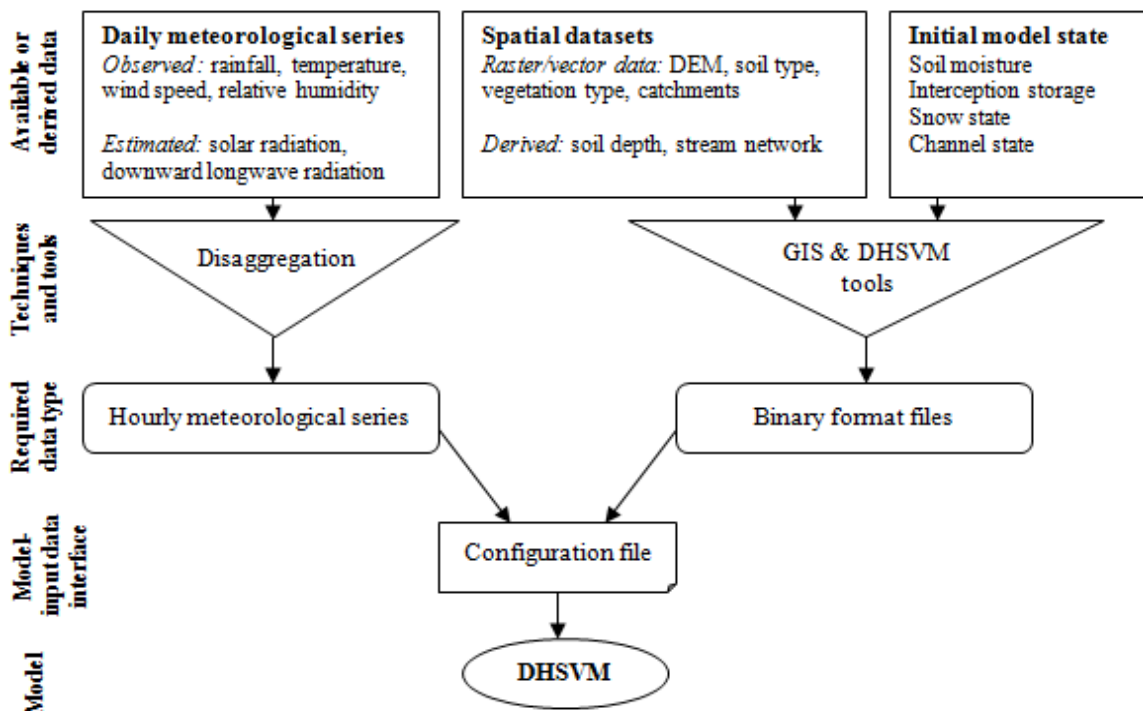 Available or
derived data
Daily meteorological series
Observed: rainfall, temperature,
wind speed, relative humidity
Estimated: solar radiation,
downward longwave radiation
Spatial datasets
Raster/vector data: DEM, soil type,
vegetation type, catchments
Derived: soil depth, stream network
Initial model state
Soil moisture
Interception storage
Snow state
Channel state
Techniques
and tools
Disaggregation
GIS & DHSVM
tools
Required
data type
Hourly meteorological series
Binary format files
Model-
input data
interface
Configuration file
Model
DHSVM